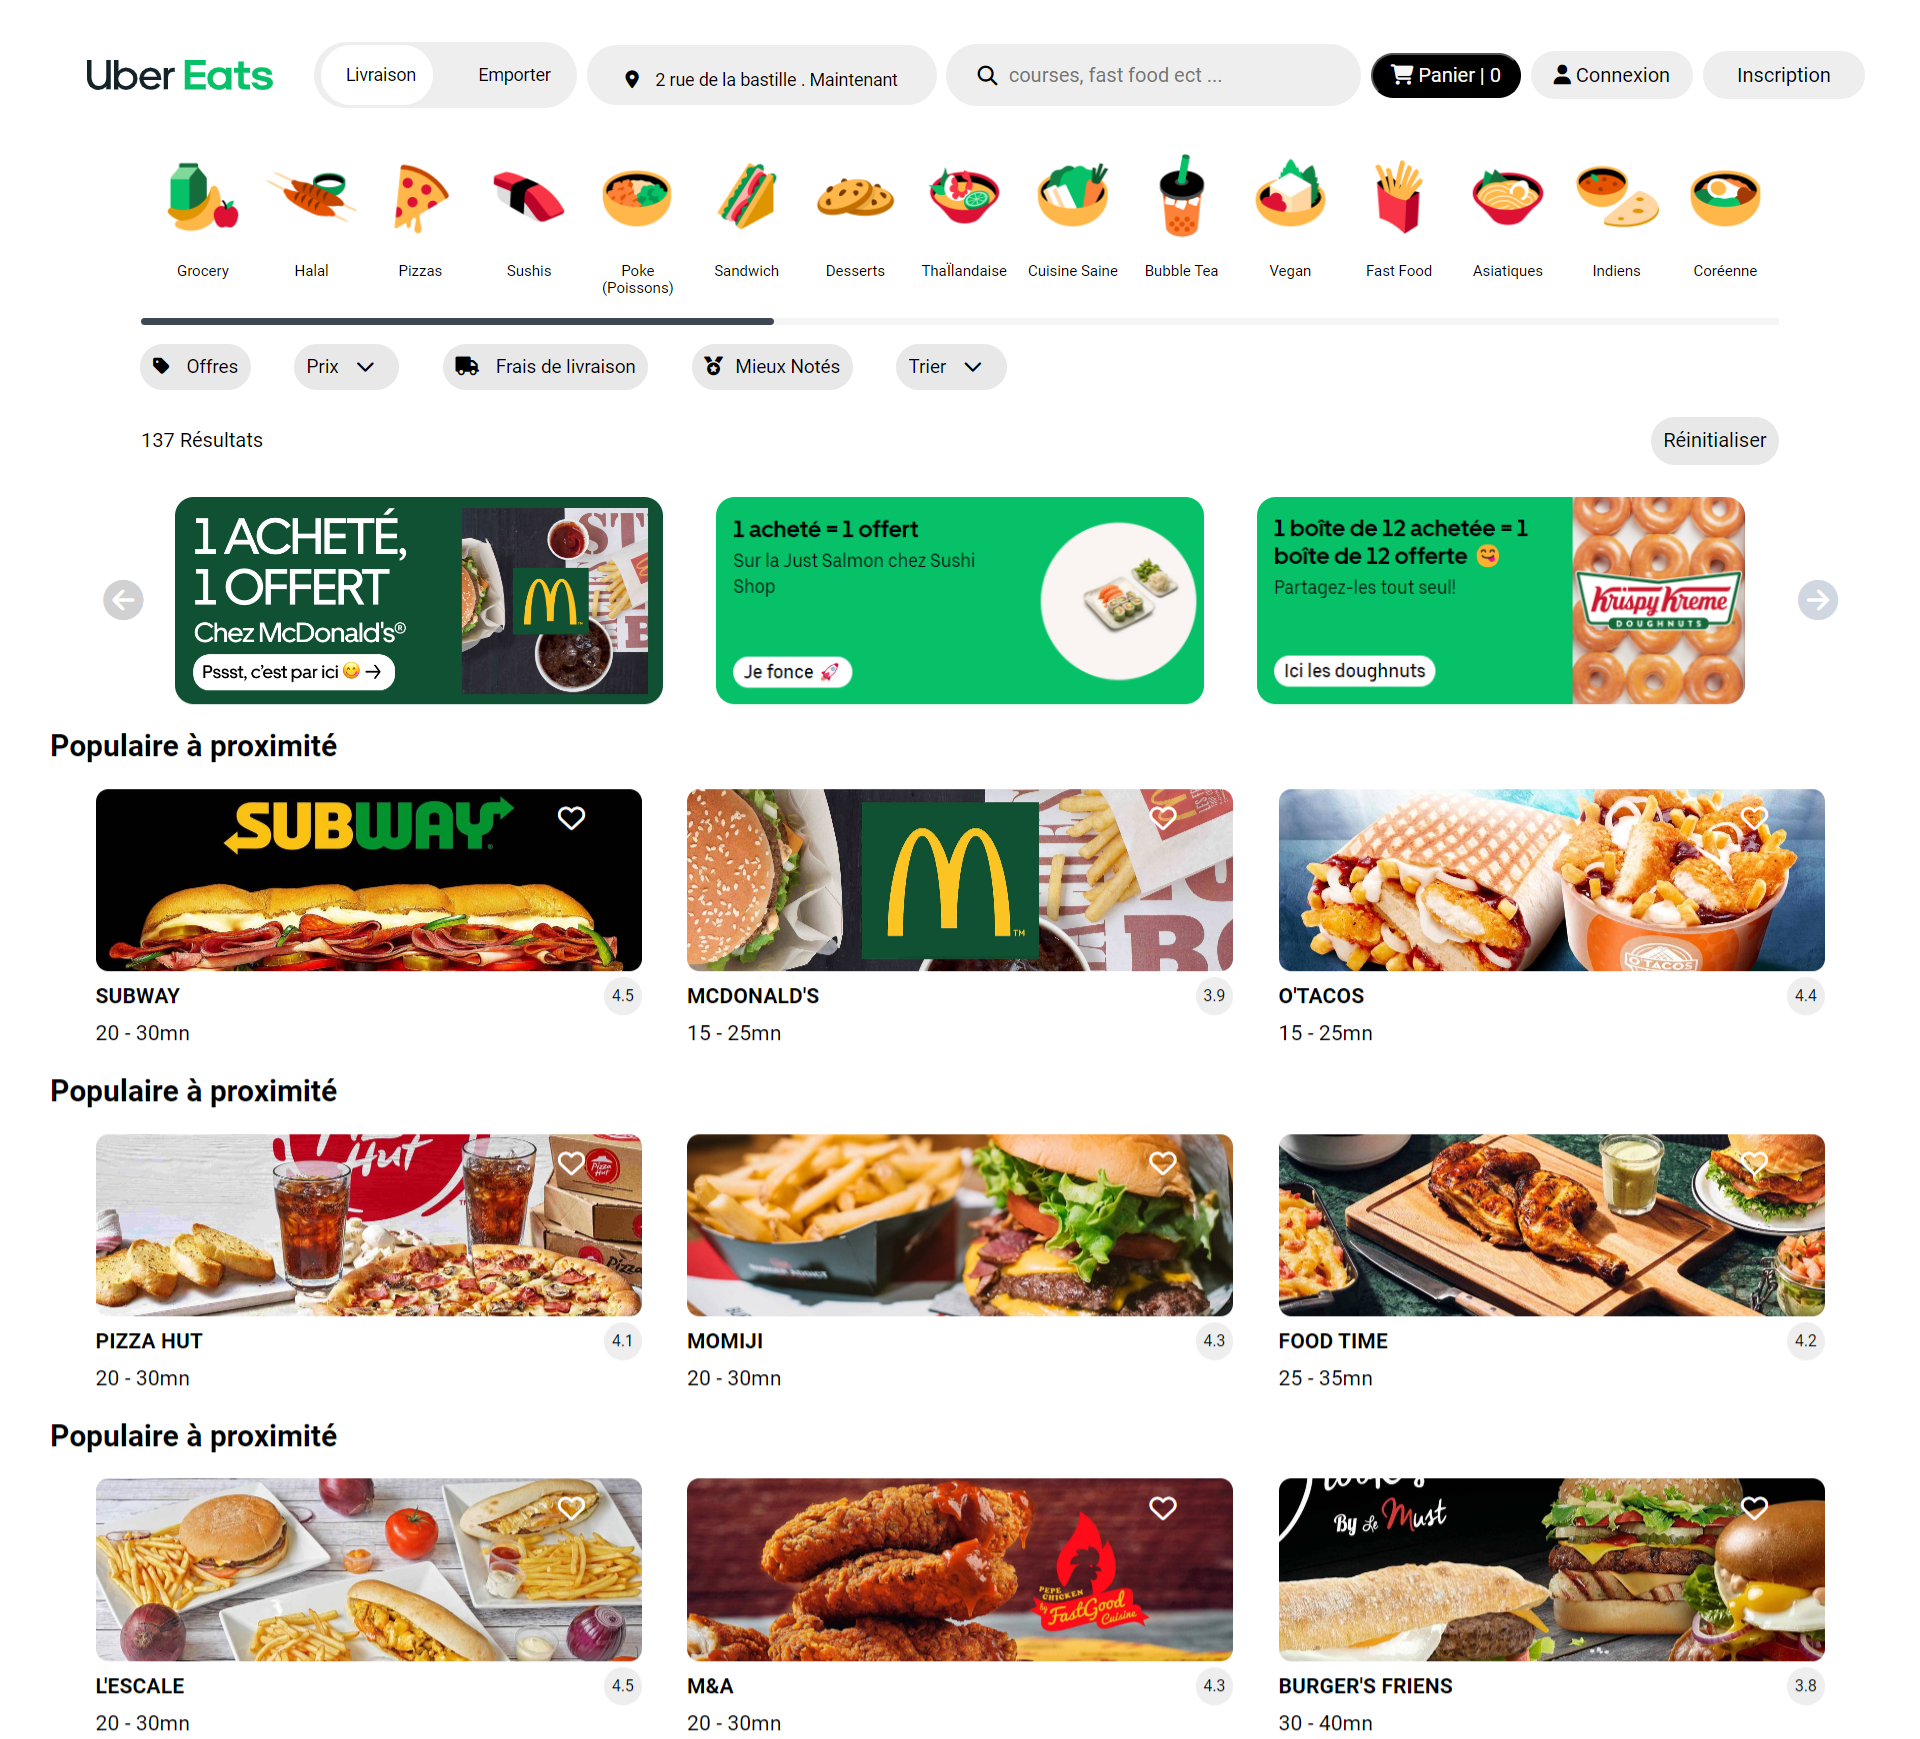 Uber Eats
Livraison
Emporter
2 rue de la bastille . Maintenant
courses, fast food ect ...
Panier | 0
Connexion
Inscription
Grocery
Halal
Pizzas
Sushis
Poke
(Poissons)
Sandwich
Desserts
ThaÏlandaise
Cuisine Saine
Bubble Tea
Vegan
Fast Food
Asiatiques
Indiens
Coréenne
Offres
Prix
Frais de livraison
Mieux Notés
Trier
137 Résultats
Réinitialiser
1 ACHETÉ,
1 OFFERT
Chez McDonald's®
Pssst, c'est par ici 😋 →
1 acheté = 1 offert
Sur la Just Salmon chez Sushi
Shop
Je fonce 🚀
1 boîte de 12 achetée = 1
boîte de 12 offerte 😋
Partagez-les tout seul!
Ici les doughnuts
Krispy Kreme
DOUGHNUTS
Populaire à proximité
SUBWAY
SUBWAY
4.5
20 - 30mn
MCDONALD'S
3.9
15 - 25mn
O'TACOS
O'TACOS
4.4
15 - 25mn
Populaire à proximité
Hut
Pizza
Hut
Pizza
PIZZA HUT
4.1
20 - 30mn
MOMIJI
4.3
20 - 30mn
FOOD TIME
4.2
25 - 35mn
Populaire à proximité
L'ESCALE
4.5
20 - 30mn
PEPE
CHICKEN
by FastGood
Cuisine
M&A
4.3
20 - 30mn
By Le Must
BURGER'S FRIENS
3.8
30 - 40mn